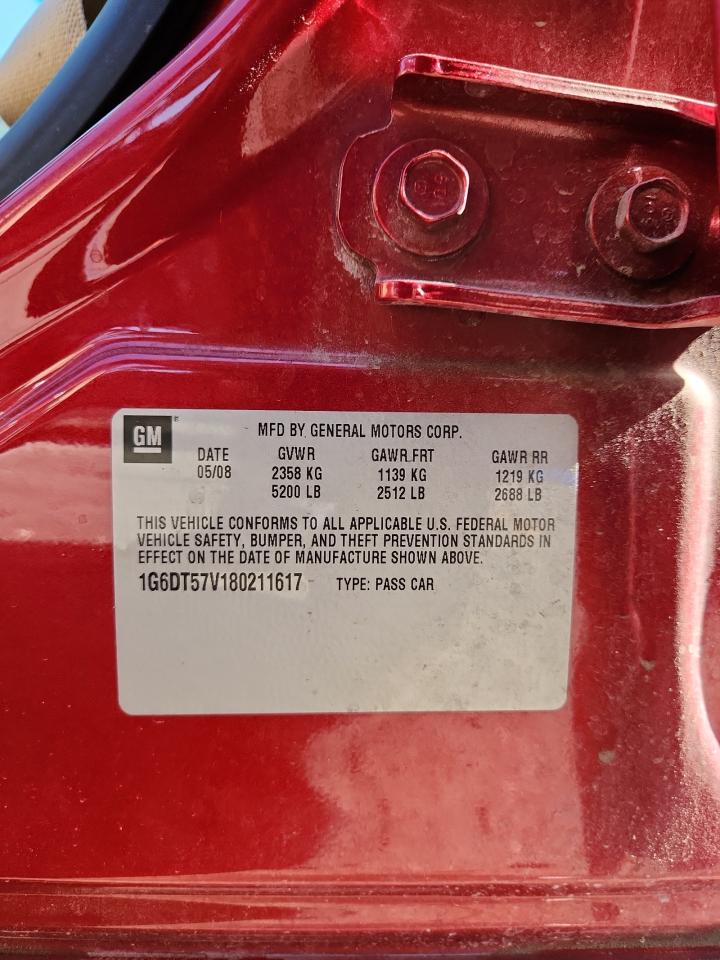 GM
MFD BY GENERAL MOTORS CORP.
DATE GVWR GAWR FRT GAWR RR
05/08 2358 KG 1139 KG 1219 KG
5200 LB 2512 LB 2688 LB
THIS VEHICLE CONFORMS TO ALL APPLICABLE U.S. FEDERAL MOTOR
VEHICLE SAFETY, BUMPER, AND THEFT PREVENTION STANDARDS IN
EFFECT ON THE DATE OF MANUFACTURE SHOWN ABOVE.
1G6DT57V180211617 TYPE: PASS CAR